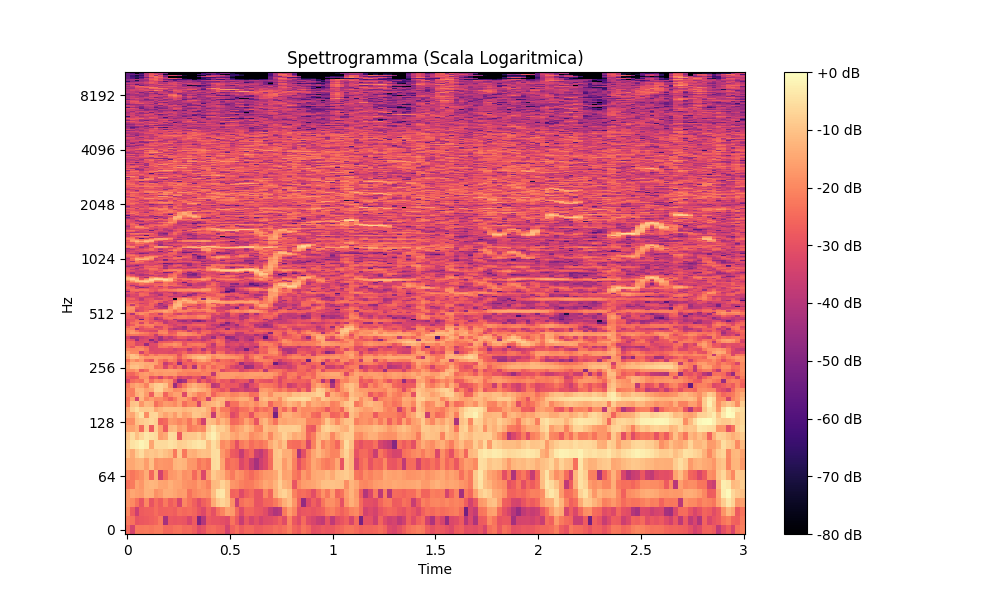 Spettrogramma (Scala Logaritmica)
Hz
8192
4096
2048
1024
512
256
128
64
0
0 0.5 1 1.5 2 2.5 3
Time
+0 dB
-10 dB
-20 dB
-30 dB
-40 dB
-50 dB
-60 dB
-70 dB
-80 dB